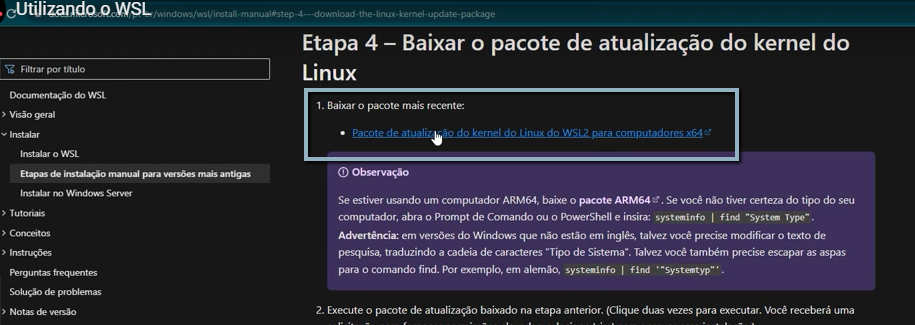 Utilizando o WSL
docs.microsoft.com/pt-br/windows/wsl/install-manual#step-4---download-the-linux-kernel-update-package
Filtrar por título
Documentação do WSL
Visão geral
Instalar
Instalar o WSL
Etapas de instalação manual para versões mais antigas
Instalar no Windows Server
Tutoriais
Conceitos
Instruções
Perguntas frequentes
Solução de problemas
Notas de versão
Etapa 4 – Baixar o pacote de atualização do kernel do
Linux
1. Baixar o pacote mais recente:
• Pacote de atualização do kernel do Linux do WSL2 para computadores x64
Observação
Se estiver usando um computador ARM64, baixe o pacote ARM64. Se você não tiver certeza do tipo do seu
computador, abra o Prompt de Comando ou o PowerShell e insira: systeminfo | find "System Type".
Advertência: em versões do Windows que não estão em inglês, talvez você precise modificar o texto de
pesquisa, traduzindo a cadeia de caracteres "Tipo de Sistema". Talvez você também precise escapar as aspas
para o comando find. Por exemplo, em alemão, systeminfo | find '"Systemtyp"'.
2. Execute o pacote de atualização baixado na etapa anterior. (Clique duas vezes para executar. Você receberá uma